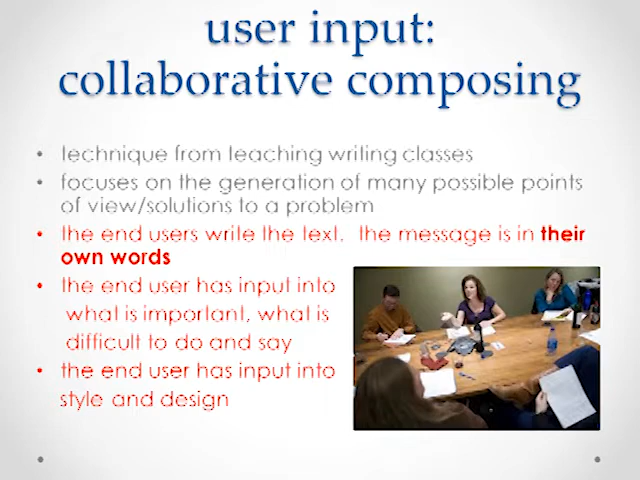 user input:
collaborative composing
• technique from teaching writing classes
• focuses on the generation of many possible points
of view/solutions to a problem
• the end users write the text. the message is in their
own words
• the end user has input into
what is important, what is
difficult to do and say
• the end user has input into
style and design